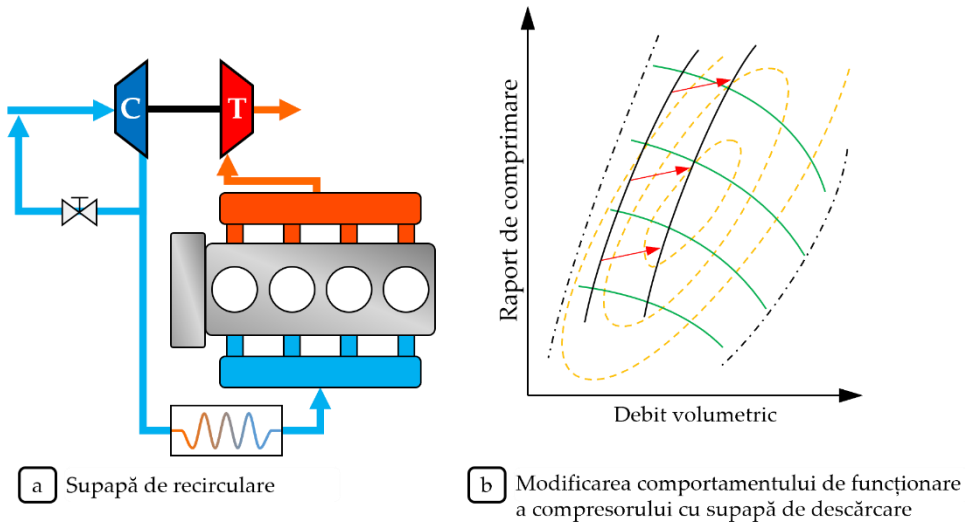 C
T
a
Supapă de recirculare
Raport de comprimare
Debit volumetric
b
Modificarea comportamentului de funcționare
a compresorului cu supapă de descărcare